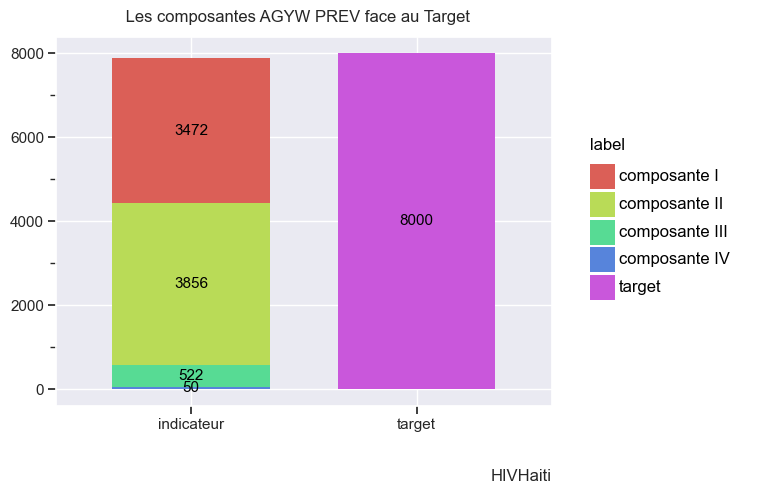 Les composantes AGYW PREV face au Target
8000
6000
4000
2000
0
3472
3856
522
50
8000
indicateur
target
label
composante I
composante II
composante III
composante IV
target
HIVHaiti